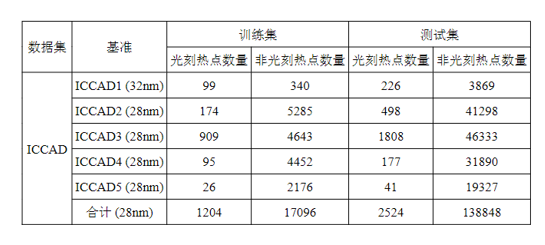 数据集 基准 训练集 测试集
光刻热点数量 非光刻热点数量 光刻热点数量 非光刻热点数量
ICCAD
ICCAD1 (32nm) 99 340 226 3869
ICCAD2 (28nm) 174 5285 498 41298
ICCAD3 (28nm) 909 4643 1808 46333
ICCAD4 (28nm) 95 4452 177 31890
ICCAD5 (28nm) 26 2176 41 19327
合计 (28nm) 1204 17096 2524 138848